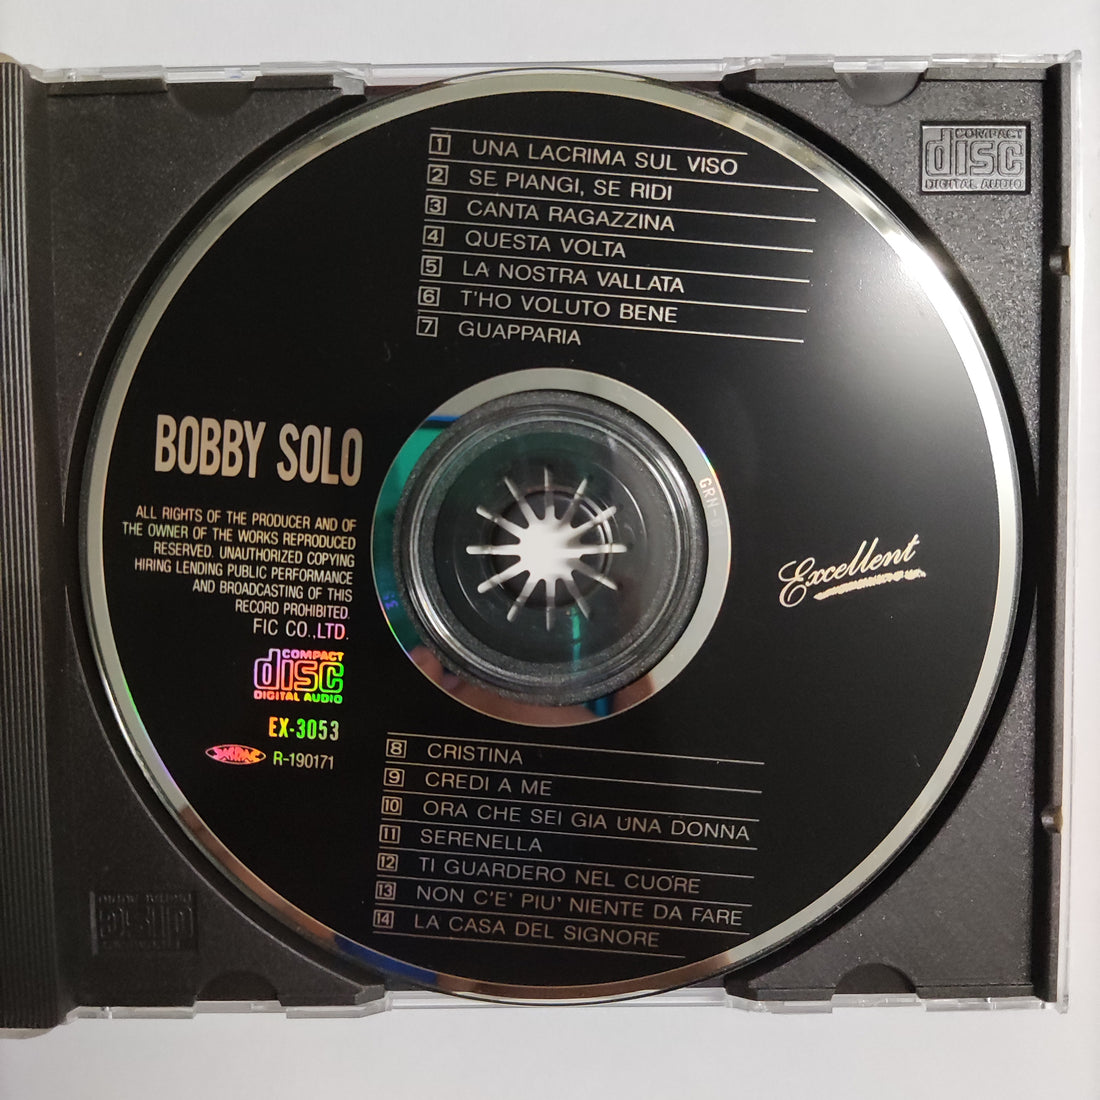 1 UNA LACRIMA SUL VISO
2 SE PIANGI, SE RIDI
3 CANTA RAGAZZINA
4 QUESTA VOLTA
5 LA NOSTRA VALLATA
6 T'HO VOLUTO BENE
7 GUAPPARIA
COMPACT
disc
DIGITAL AUDIO
BOBBY SOLO
ALL RIGHTS OF THE PRODUCER AND OF
THE OWNER OF THE WORKS REPRODUCED
RESERVED. UNAUTHORIZED COPYING
HIRING LENDING PUBLIC PERFORMANCE
AND BROADCASTING OF THIS
RECORD PROHIBITED.
FIC CO.,LTD.
COMPACT
disc
DIGITAL AUDIO
EX-3053
R-190171
Excellent
8 CRISTINA
9 CREDI A ME
10 ORA CHE SEI GIA UNA DONNA
11 SERENELLA
12 TI GUARDERO NEL CUORE
13 NON C'E' PIU' NIENTE DA FARE
14 LA CASA DEL SIGNORE